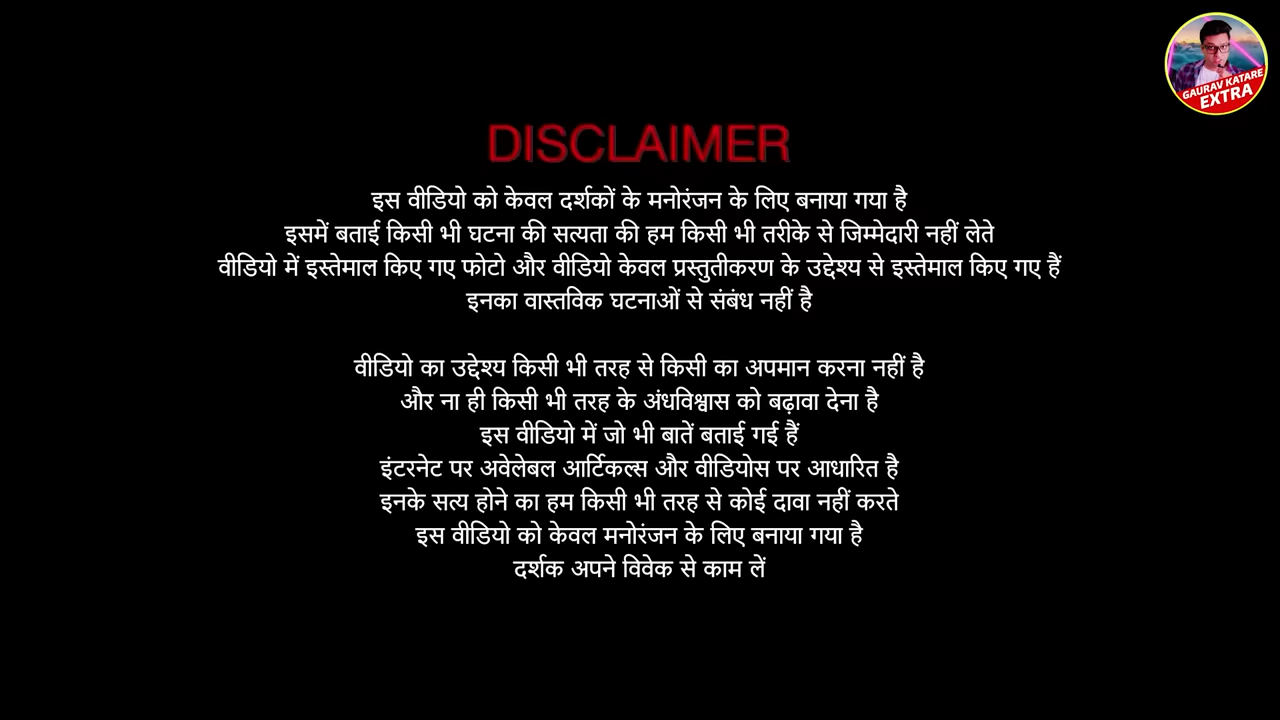 GAURAV KATARE
EXTRA
DISCLAIMER
इस वीडियो को केवल दर्शकों के मनोरंजन के लिए बनाया गया है
इसमें बताई किसी भी घटना की सत्यता की हम किसी भी तरीके से जिम्मेदारी नहीं लेते
वीडियो में इस्तेमाल किए गए फोटो और वीडियो केवल प्रस्तुतीकरण के उद्देश्य से इस्तेमाल किए गए हैं
इनका वास्तविक घटनाओं से संबंध नहीं है
वीडियो का उद्देश्य किसी भी तरह से किसी का अपमान करना नहीं है
और ना ही किसी भी तरह के अंधविश्वास को बढ़ावा देना है
इस वीडियो में जो भी बातें बताई गई हैं
इंटरनेट पर अवेलेबल आर्टिकल्स और वीडियोस पर आधारित है
इनके सत्य होने का हम किसी भी तरह से कोई दावा नहीं करते
इस वीडियो को केवल मनोरंजन के लिए बनाया गया है
दर्शक अपने विवेक से काम लें